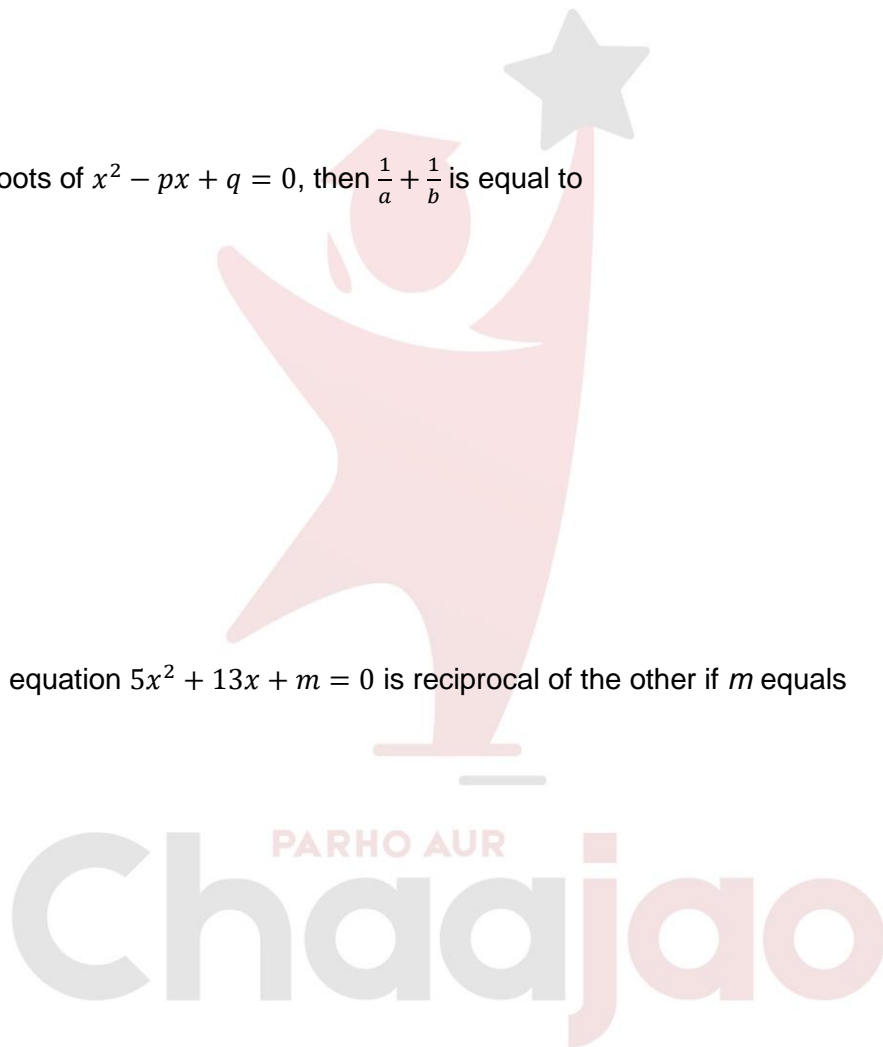 oots of 𝑥² − 𝑝𝑥 + 𝑞 = 0, then 1/𝑎 + 1/𝑏 is equal to
equation 5𝑥² + 13𝑥 + 𝑚 = 0 is reciprocal of the other if m equals
PARHO AUR
Chaajao